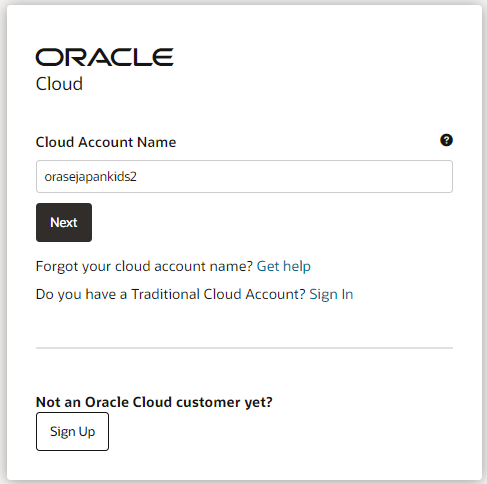 ORACLE
Cloud
Cloud Account Name
?
orasejapankids2
Next
Forgot your cloud account name? Get help
Do you have a Traditional Cloud Account? Sign In
Not an Oracle Cloud customer yet?
Sign Up